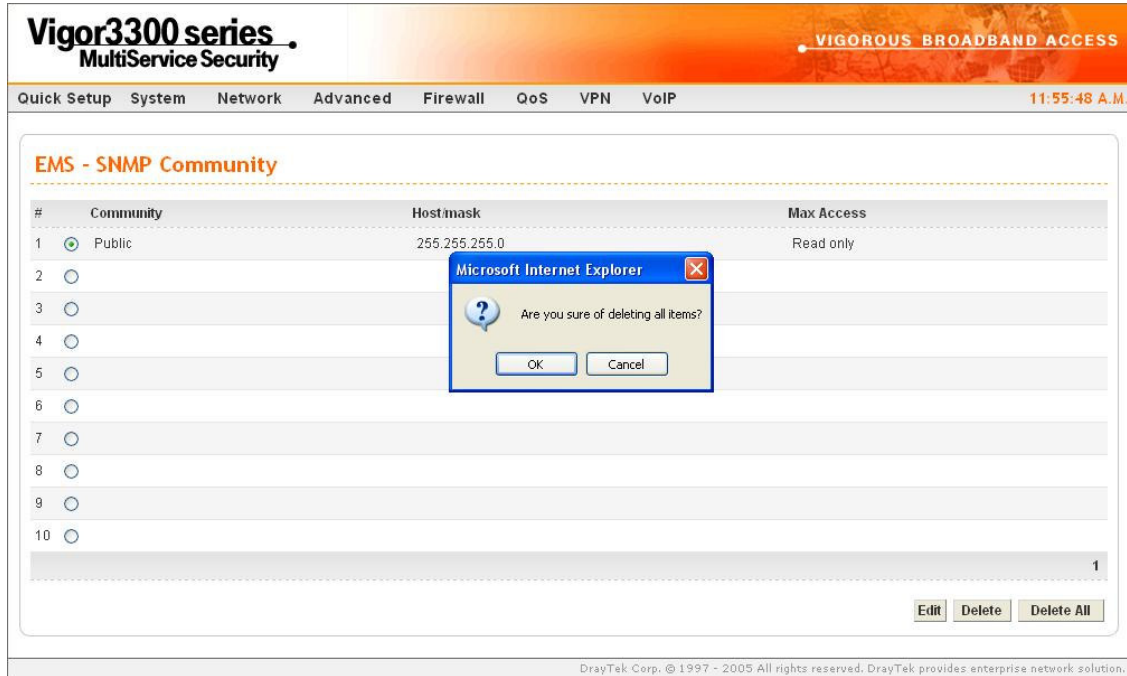 Vigor3300 series
MultiService Security
VIGOROUS BROADBAND ACCESS
Quick Setup System Network Advanced Firewall QoS VPN VoIP 11:55:48 A.M.
EMS - SNMP Community
# Community Host/mask Max Access
1 Public 255.255.255.0 Read only
2
3
4
5
6
7
8
9
10
Microsoft Internet Explorer
Are you sure of deleting all items?
OK Cancel
1
Edit Delete Delete All
DrayTek Corp. © 1997 - 2005 All rights reserved. DrayTek provides enterprise network solution.